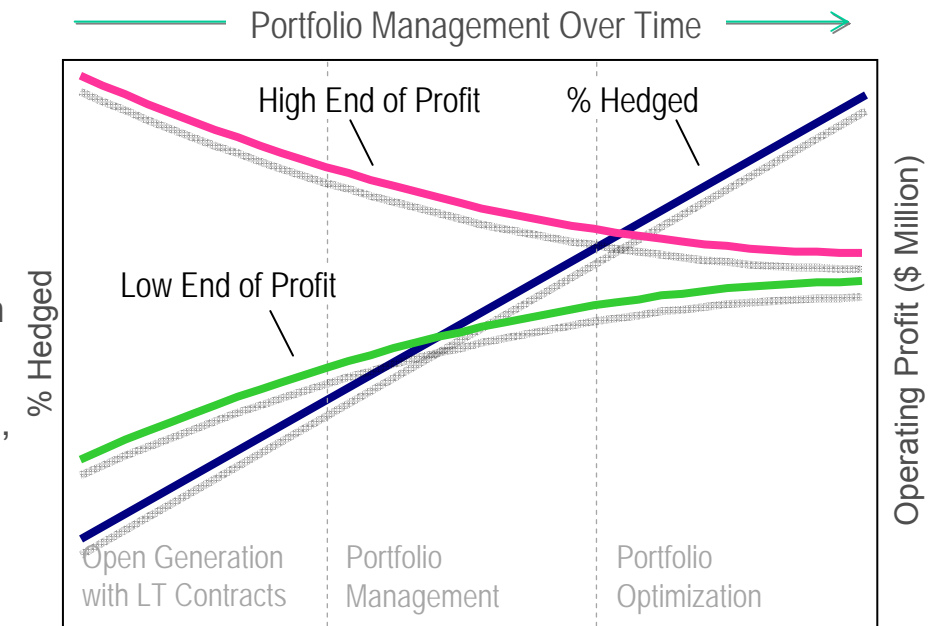 Portfolio Management Over Time
High End of Profit
% Hedged
Low End of Profit
n
,
% Hedged
Operating Profit ($ Million)
Open Generation
with LT Contracts
Portfolio
Management
Portfolio
Optimization